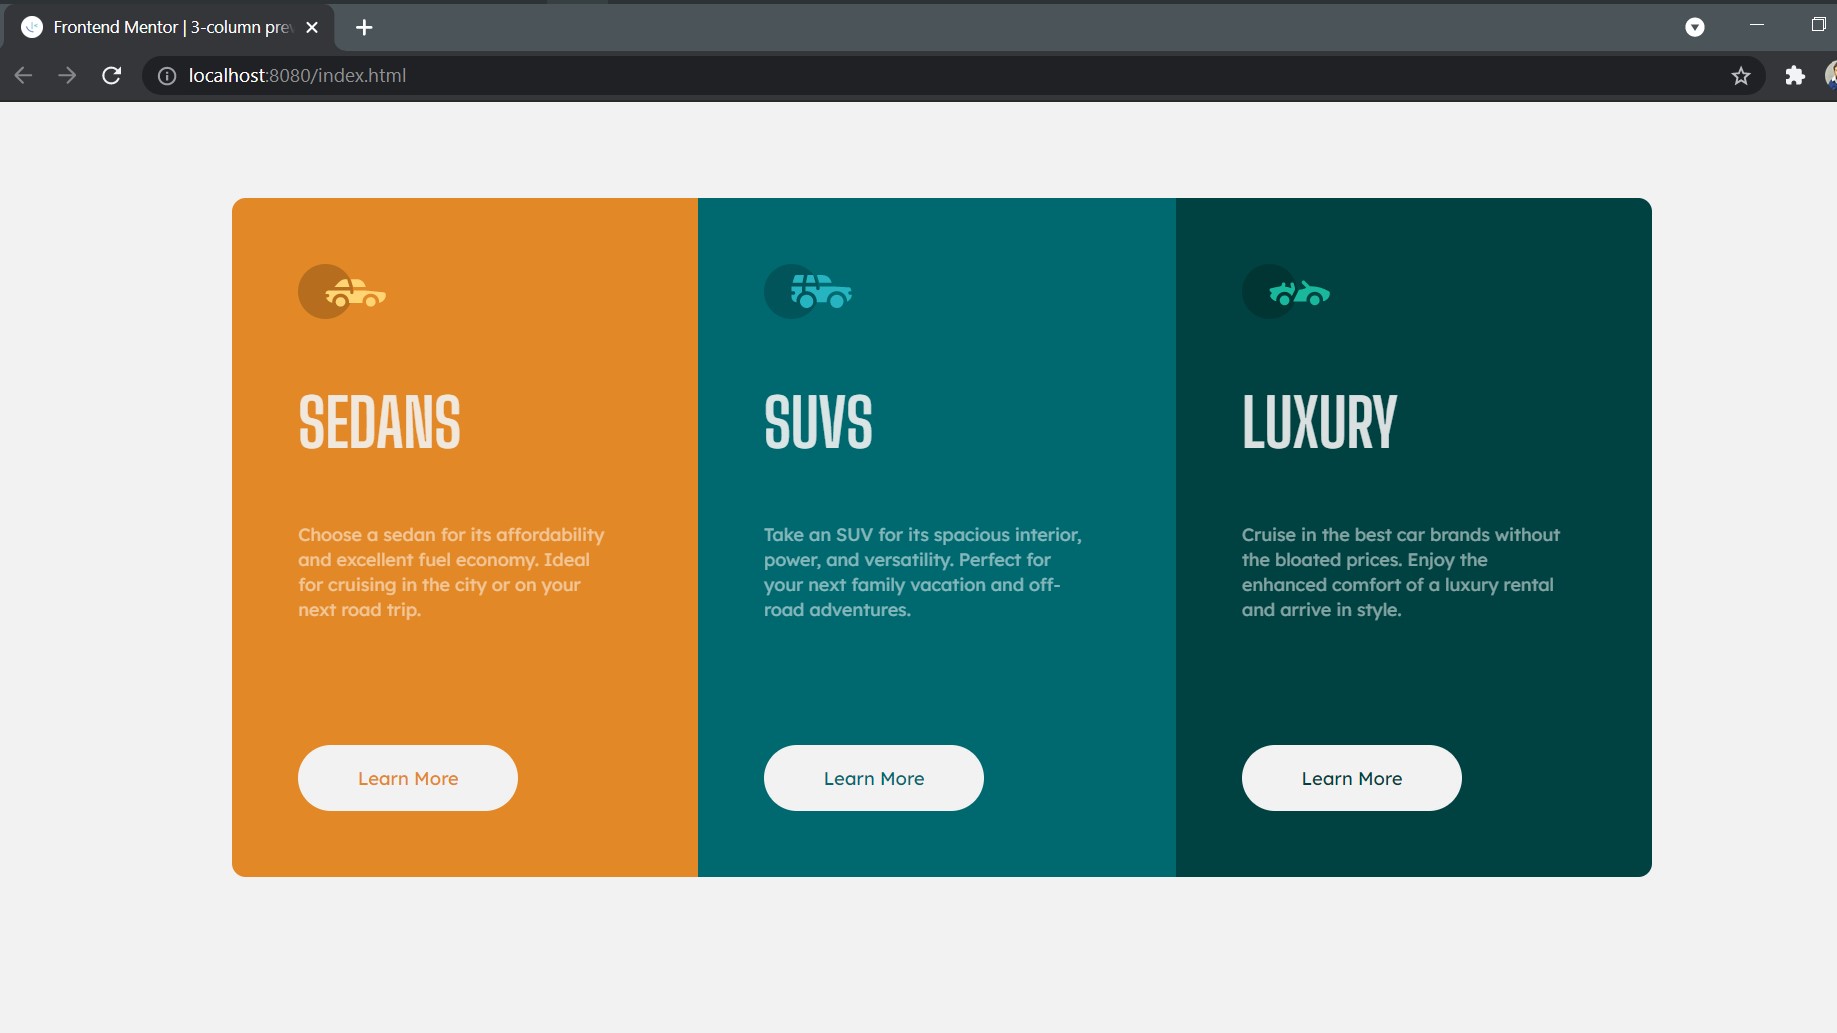 Frontend Mentor | 3-column prev
localhost:8080/index.html
SEDANS
Choose a sedan for its affordability
and excellent fuel economy. Ideal
for cruising in the city or on your
next road trip.
Learn More
SUVS
Take an SUV for its spacious interior,
power, and versatility. Perfect for
your next family vacation and off-
road adventures.
Learn More
LUXURY
Cruise in the best car brands without
the bloated prices. Enjoy the
enhanced comfort of a luxury rental
and arrive in style.
Learn More